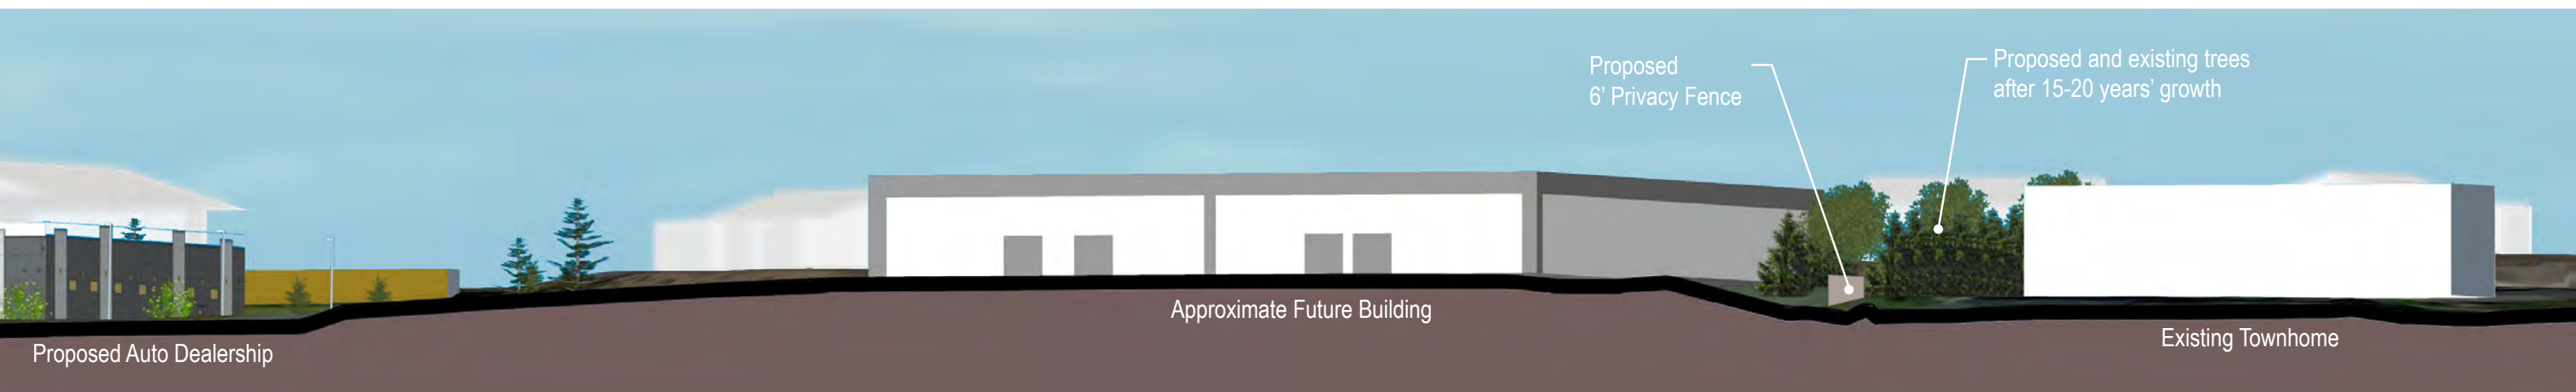 Proposed
6’ Privacy Fence
Proposed and existing trees
after 15-20 years’ growth
Approximate Future Building
Proposed Auto Dealership
Existing Townhome